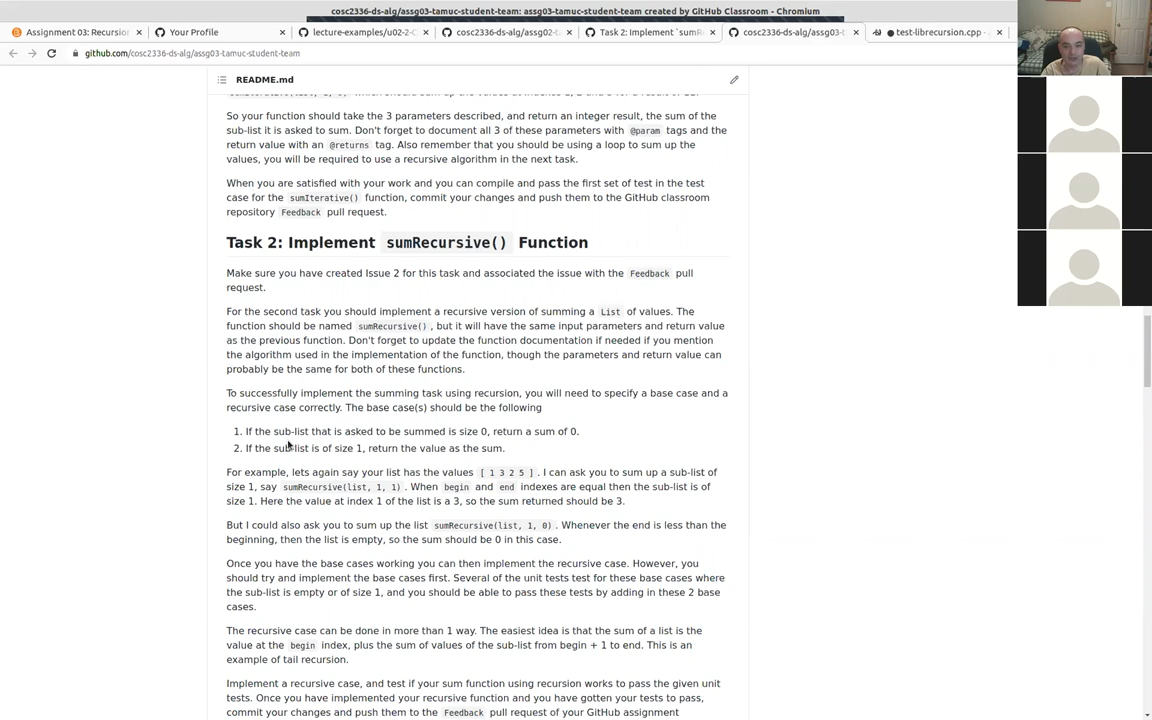 cosc2336-ds-alg/assg03-tamuc-student-team: assg03-tamuc-student-team created by GitHub Classroom - Chromium
Assignment 03: Recursio
Your Profile
lecture-examples/u02-2-C
cosc2336-ds-alg/assg02-t
Task 2: Implement `sumR
cosc2336-ds-alg/assg03-t
● test-librecursion.cpp -
github.com/cosc2336-ds-alg/assg03-tamuc-student-team
README.md
So your function should take the 3 parameters described, and return an integer result, the sum of the
sub-list it is asked to sum. Don't forget to document all 3 of these parameters with @param tags and the
return value with an @returns tag. Also remember that you should be using a loop to sum up the
values, you will be required to use a recursive algorithm in the next task.
When you are satisfied with your work and you can compile and pass the first set of test in the test
case for the sumIterative() function, commit your changes and push them to the GitHub classroom
repository Feedback pull request.
Task 2: Implement sumRecursive() Function
Make sure you have created Issue 2 for this task and associated the issue with the Feedback pull
request.
For the second task you should implement a recursive version of summing a List of values. The
function should be named sumRecursive(), but it will have the same input parameters and return value
as the previous function. Don't forget to update the function documentation if needed if you mention
the algorithm used in the implementation of the function, though the parameters and return value can
probably be the same for both of these functions.
To successfully implement the summing task using recursion, you will need to specify a base case and a
recursive case correctly. The base case(s) should be the following
1. If the sub-list that is asked to be summed is size 0, return a sum of 0.
2. If the sub-list is of size 1, return the value as the sum.
For example, lets again say your list has the values [ 1 3 2 5 ]. I can ask you to sum up a sub-list of
size 1, say sumRecursive(list, 1, 1). When begin and end indexes are equal then the sub-list is of
size 1. Here the value at index 1 of the list is a 3, so the sum returned should be 3.
But I could also ask you to sum up the list sumRecursive(list, 1, 0). Whenever the end is less than the
beginning, then the list is empty, so the sum should be 0 in this case.
Once you have the base cases working you can then implement the recursive case. However, you
should try and implement the base cases first. Several of the unit tests test for these base cases where
the sub-list is empty or of size 1, and you should be able to pass these tests by adding in these 2 base
cases.
The recursive case can be done in more than 1 way. The easiest idea is that the sum of a list is the
value at the begin index, plus the sum of values of the sub-list from begin + 1 to end. This is an
example of tail recursion.
Implement a recursive case, and test if your sum function using recursion works to pass the given unit
tests. Once you have implemented your recursive function and you have gotten your tests to pass,
commit your changes and push them to the Feedback pull request of your GitHub assignment